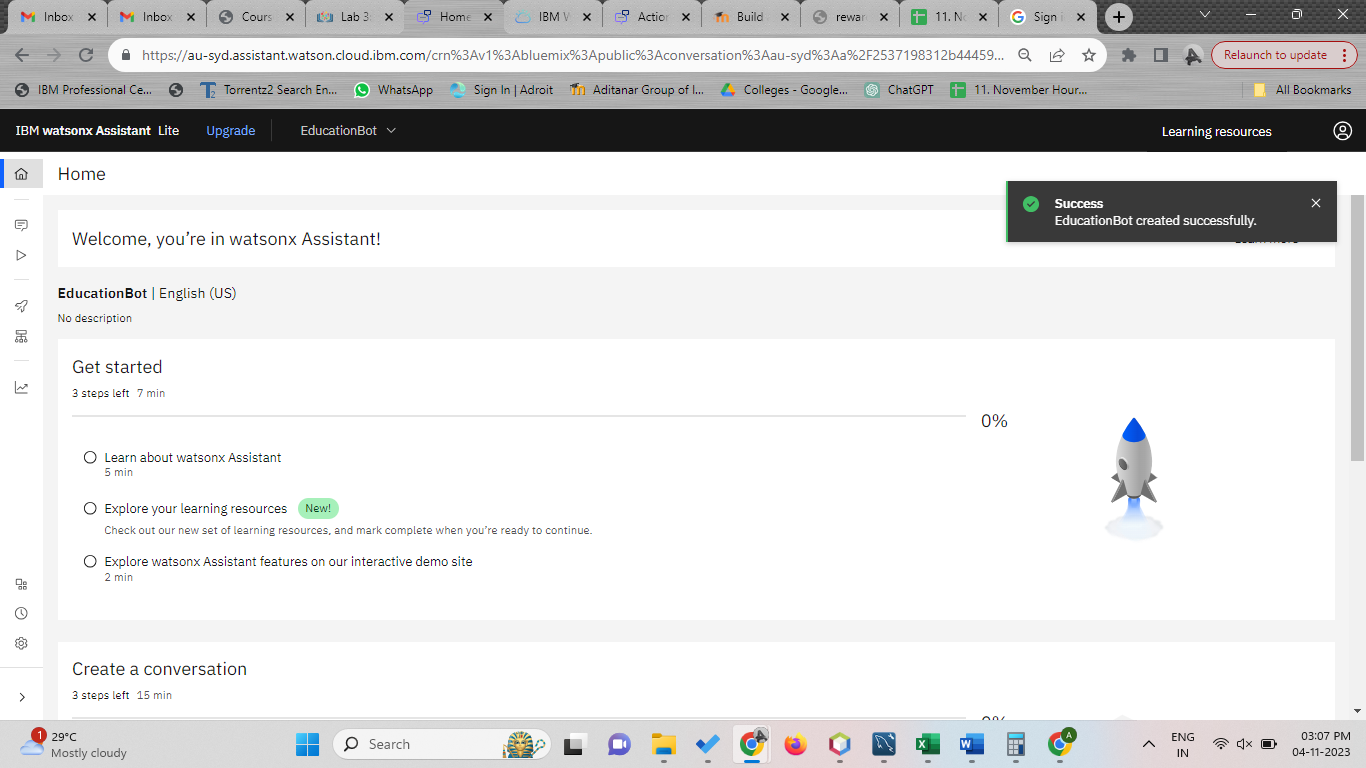 Inbox
Inbox
Cours
Lab 3
Home
IBM W
Action
Build
rewar
11. No
Sign i
https://au-syd.assistant.watson.cloud.ibm.com/crn%3Av1%3Abluemix%3Apublic%3Aconversation%3Aau-syd%3Aa%2F2537198312b44459...
Relaunch to update
IBM Professional Ce...
Torrentz2 Search En...
WhatsApp
Sign In | Adroit
Aditanar Group of I...
Colleges - Google...
ChatGPT
11. November Hour...
All Bookmarks
IBM watsonx Assistant Lite
Upgrade
EducationBot
Learning resources
Home
Success
EducationBot created successfully.
Welcome, you're in watsonx Assistant!
EducationBot | English (US)
No description
Get started
3 steps left 7 min
0%
Learn about watsonx Assistant
5 min
Explore your learning resources New!
Check out our new set of learning resources, and mark complete when you're ready to continue.
Explore watsonx Assistant features on our interactive demo site
2 min
Create a conversation
3 steps left 15 min
1
29°C
Mostly cloudy
Search
A
ENG
IN
03:07 PM
04-11-2023